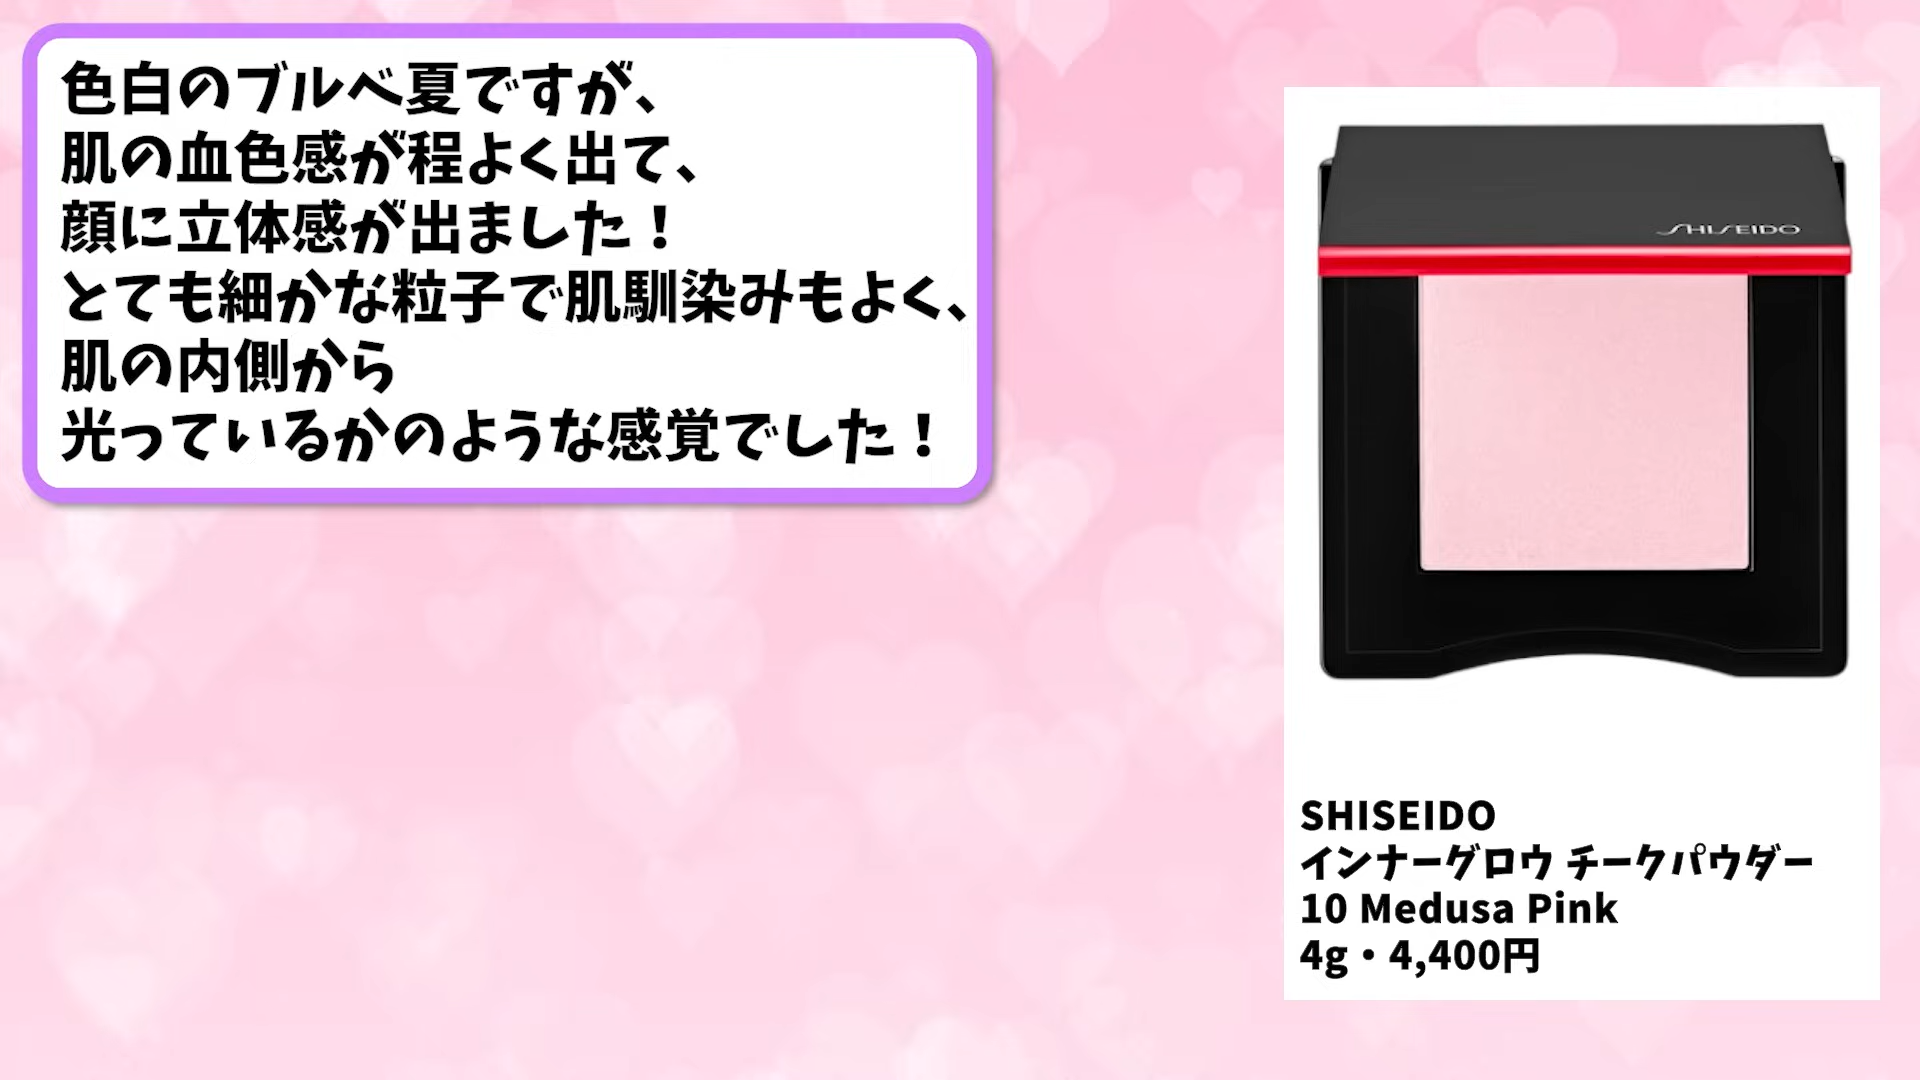 色白のブルベ夏ですが、
肌の血色感が程よく出て、
顔に立体感が出ました！
とても細かな粒子で肌馴染みもよく、
肌の内側から
光っているかのような感覚でした！
SHISEIDO
SHISEIDO
インナーグロウ チークパウダー
10 Medusa Pink
4g・4,400円